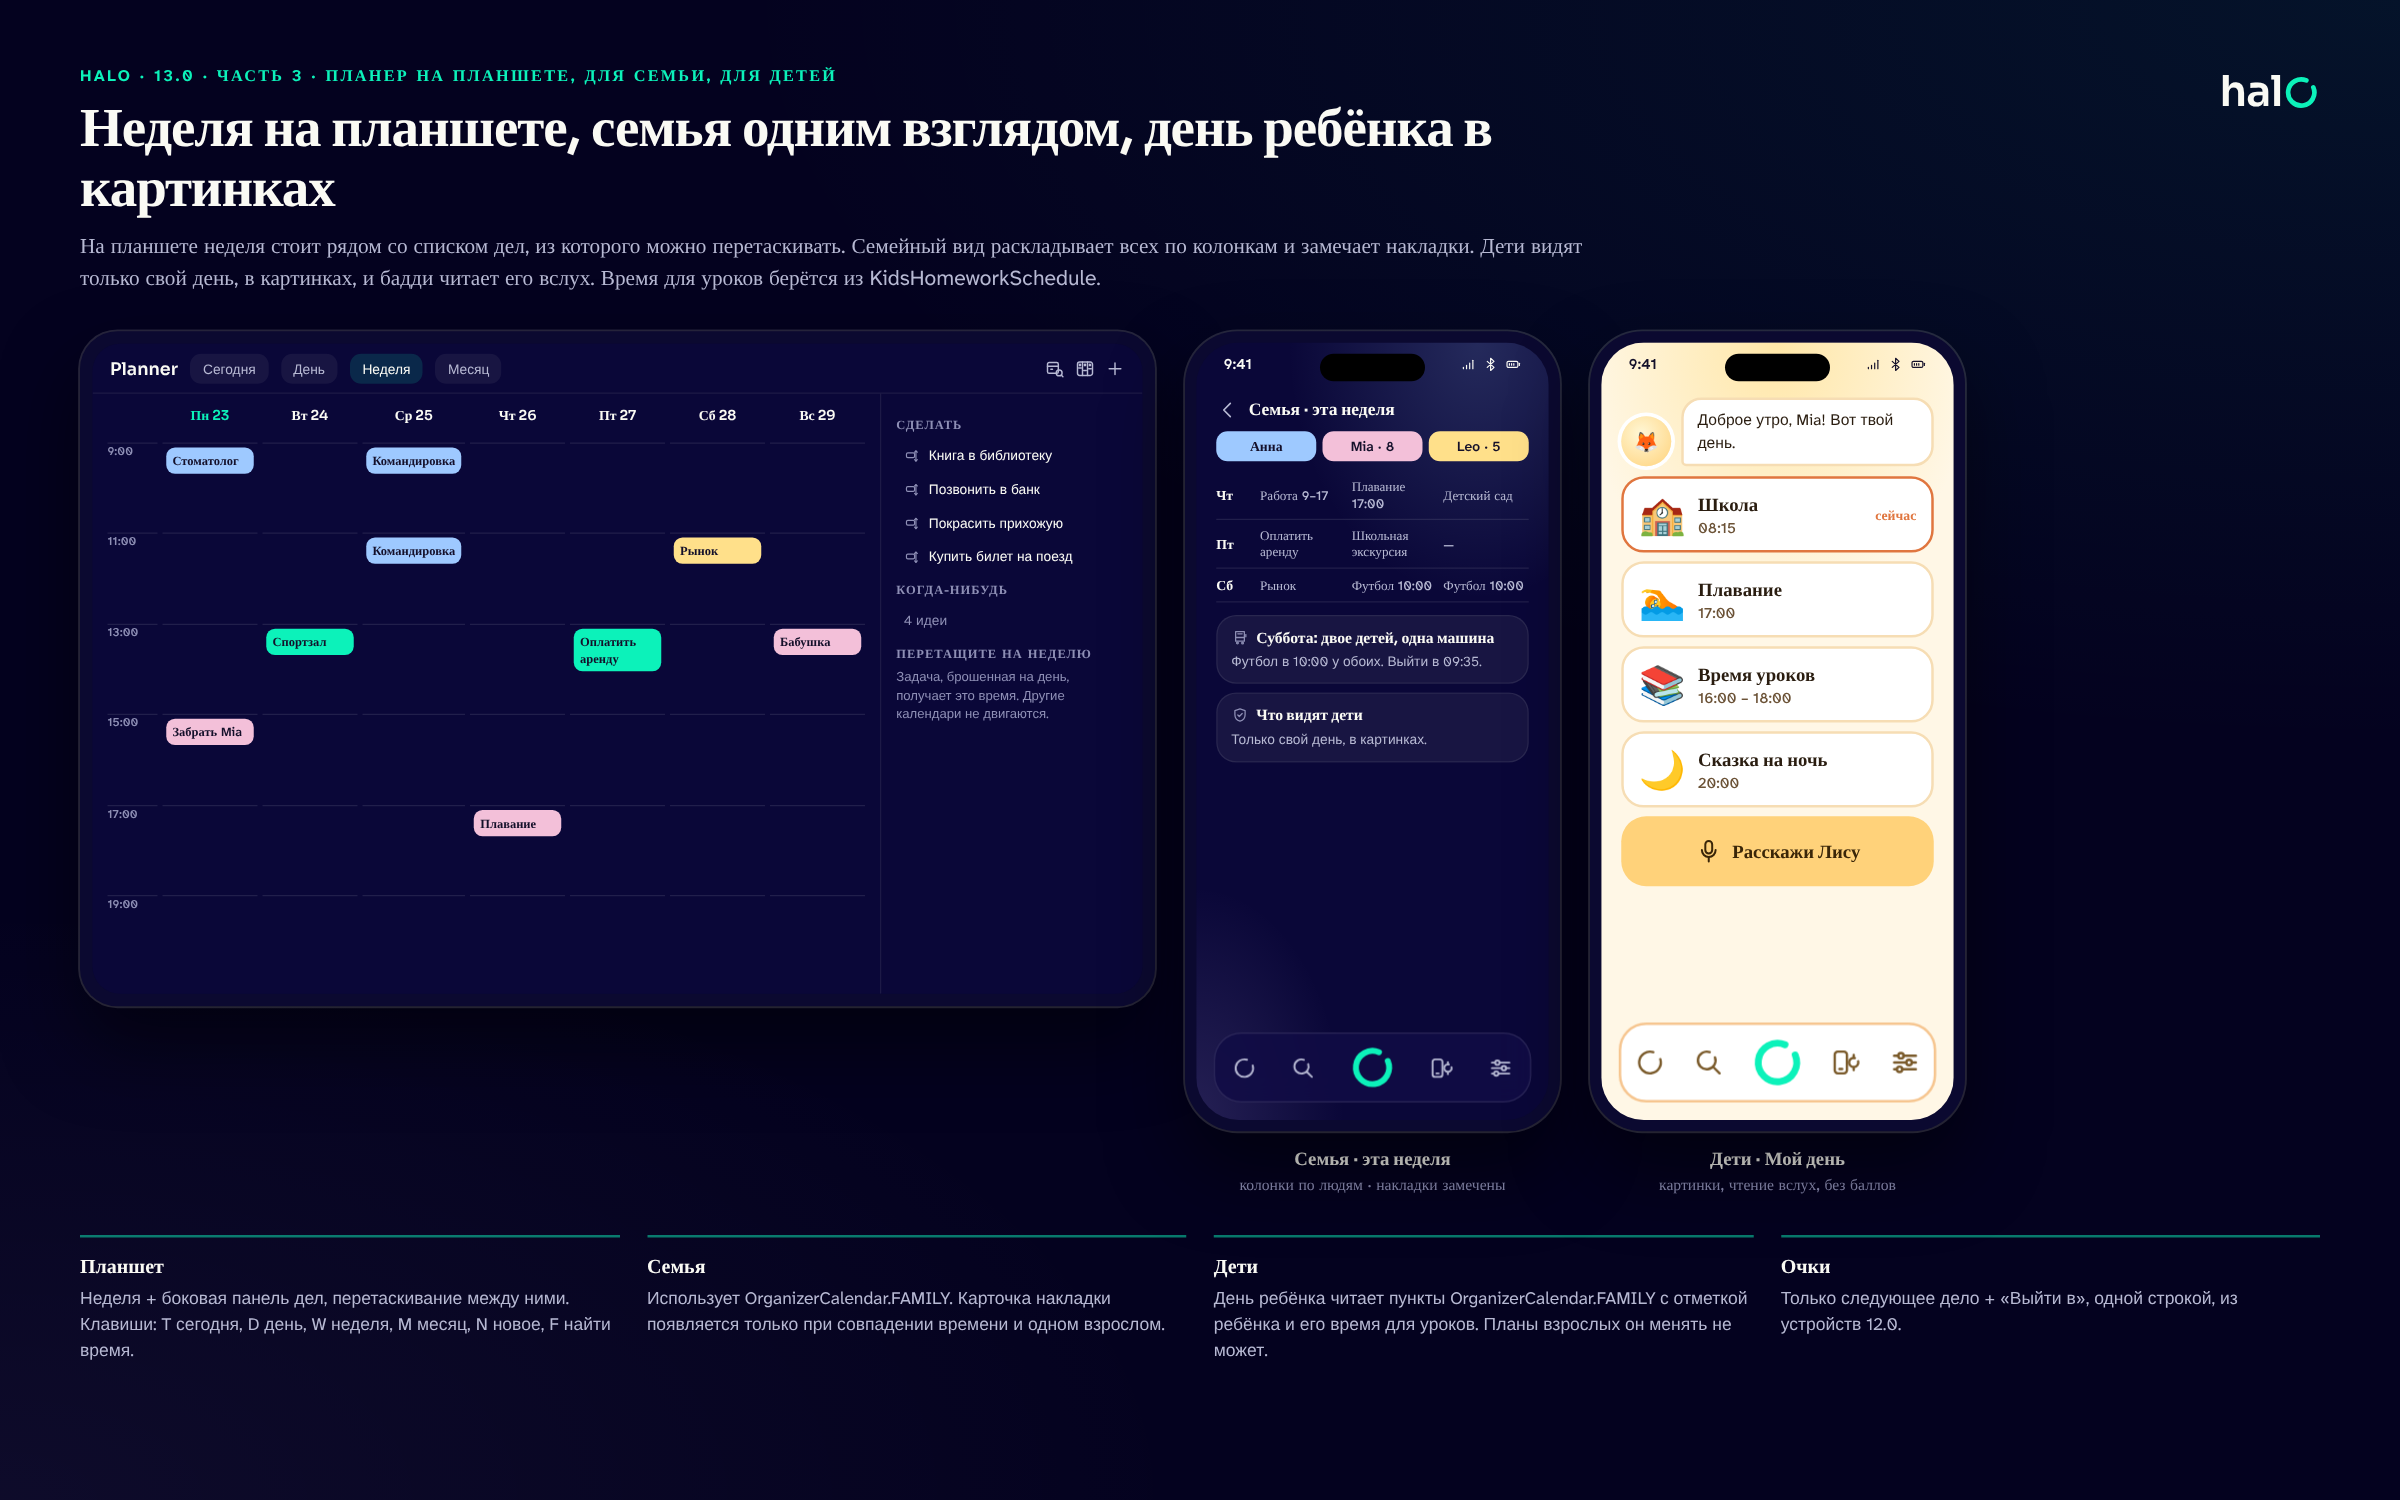 HALO · 13.0 · ЧАСТЬ 3 · ПЛАНЕР НА ПЛАНШЕТЕ, ДЛЯ СЕМЬИ, ДЛЯ ДЕТЕЙ
halo
Неделя на планшете, семья одним взглядом, день ребёнка в
картинках
На планшете неделя стоит рядом со списком дел, из которого можно перетаскивать. Семейный вид раскладывает всех по колонкам и замечает накладки. Дети видят
только свой день, в картинках, и бадди читает его вслух. Время для уроков берётся из KidsHomeworkSchedule.
Planner Сегодня День Неделя Месяц
Пн 23 Вт 24 Ср 25 Чт 26 Пт 27 Сб 28 Вс 29
9:00 Стоматолог Командировка
11:00 Командировка Рынок
13:00 Спортзал Оплатить аренду Бабушка
15:00 Забрать Mia
17:00 Плавание
19:00
СДЕЛАТЬ
Книга в библиотеку
Позвонить в банк
Покрасить прихожую
Купить билет на поезд
КОГДА-НИБУДЬ
4 идеи
ПЕРЕТАЩИТЕ НА НЕДЕЛЮ
Задача, брошенная на день,
получает это время. Другие
календари не двигаются.
9:41
Семья · эта неделя
Анна Mia · 8 Leo · 5
Чт Работа 9–17 Плавание 17:00 Детский сад
Пт Оплатить аренду Школьная экскурсия —
Сб Рынок Футбол 10:00 Футбол 10:00
Суббота: двое детей, одна машина
Футбол в 10:00 у обоих. Выйти в 09:35.
Что видят дети
Только свой день, в картинках.
Семья · эта неделя
колонки по людям · накладки замечены
9:41
Доброе утро, Mia! Вот твой
день.
Школа
08:15
сейчас
Плавание
17:00
Время уроков
16:00 – 18:00
Сказка на ночь
20:00
Расскажи Лису
Дети · Мой день
картинки, чтение вслух, без баллов
Планшет
Неделя + боковая панель дел, перетаскивание между ними.
Клавиши: T сегодня, D день, W неделя, M месяц, N новое, F найти
время.
Семья
Использует OrganizerCalendar.FAMILY. Карточка накладки
появляется только при совпадении времени и одном взрослом.
Дети
День ребёнка читает пункты OrganizerCalendar.FAMILY с отметкой
ребёнка и его время для уроков. Планы взрослых он менять не
может.
Очки
Только следующее дело + «Выйти в», одной строкой, из
устройств 12.0.